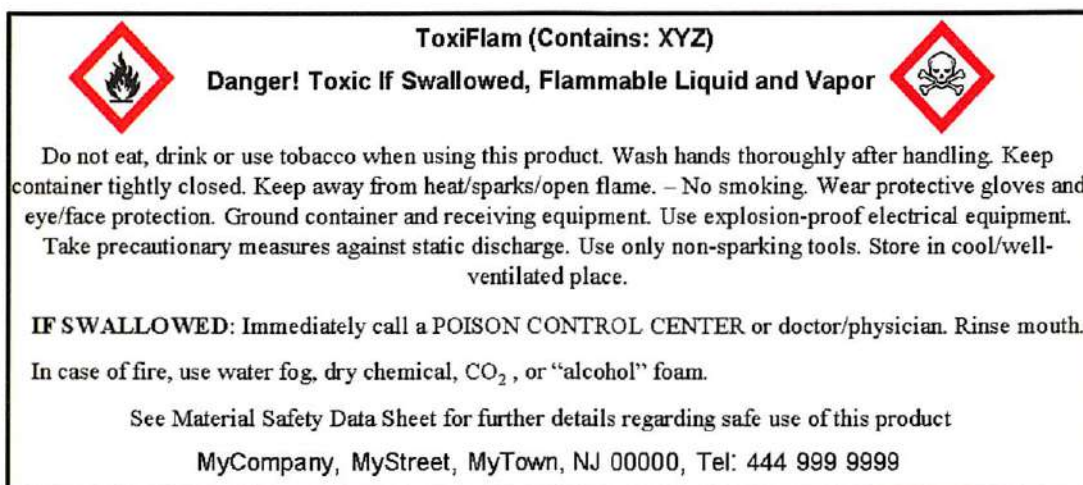 ToxiFlam (Contains: XYZ)
Danger! Toxic If Swallowed, Flammable Liquid and Vapor
Do not eat, drink or use tobacco when using this product. Wash hands thoroughly after handling. Keep
container tightly closed. Keep away from heat/sparks/open flame. – No smoking. Wear protective gloves and
eye/face protection. Ground container and receiving equipment. Use explosion-proof electrical equipment.
Take precautionary measures against static discharge. Use only non-sparking tools. Store in cool/well-
ventilated place.
IF SWALLOWED: Immediately call a POISON CONTROL CENTER or doctor/physician. Rinse mouth.
In case of fire, use water fog, dry chemical, CO₂ , or “alcohol” foam.
See Material Safety Data Sheet for further details regarding safe use of this product
MyCompany, MyStreet, MyTown, NJ 00000, Tel: 444 999 9999